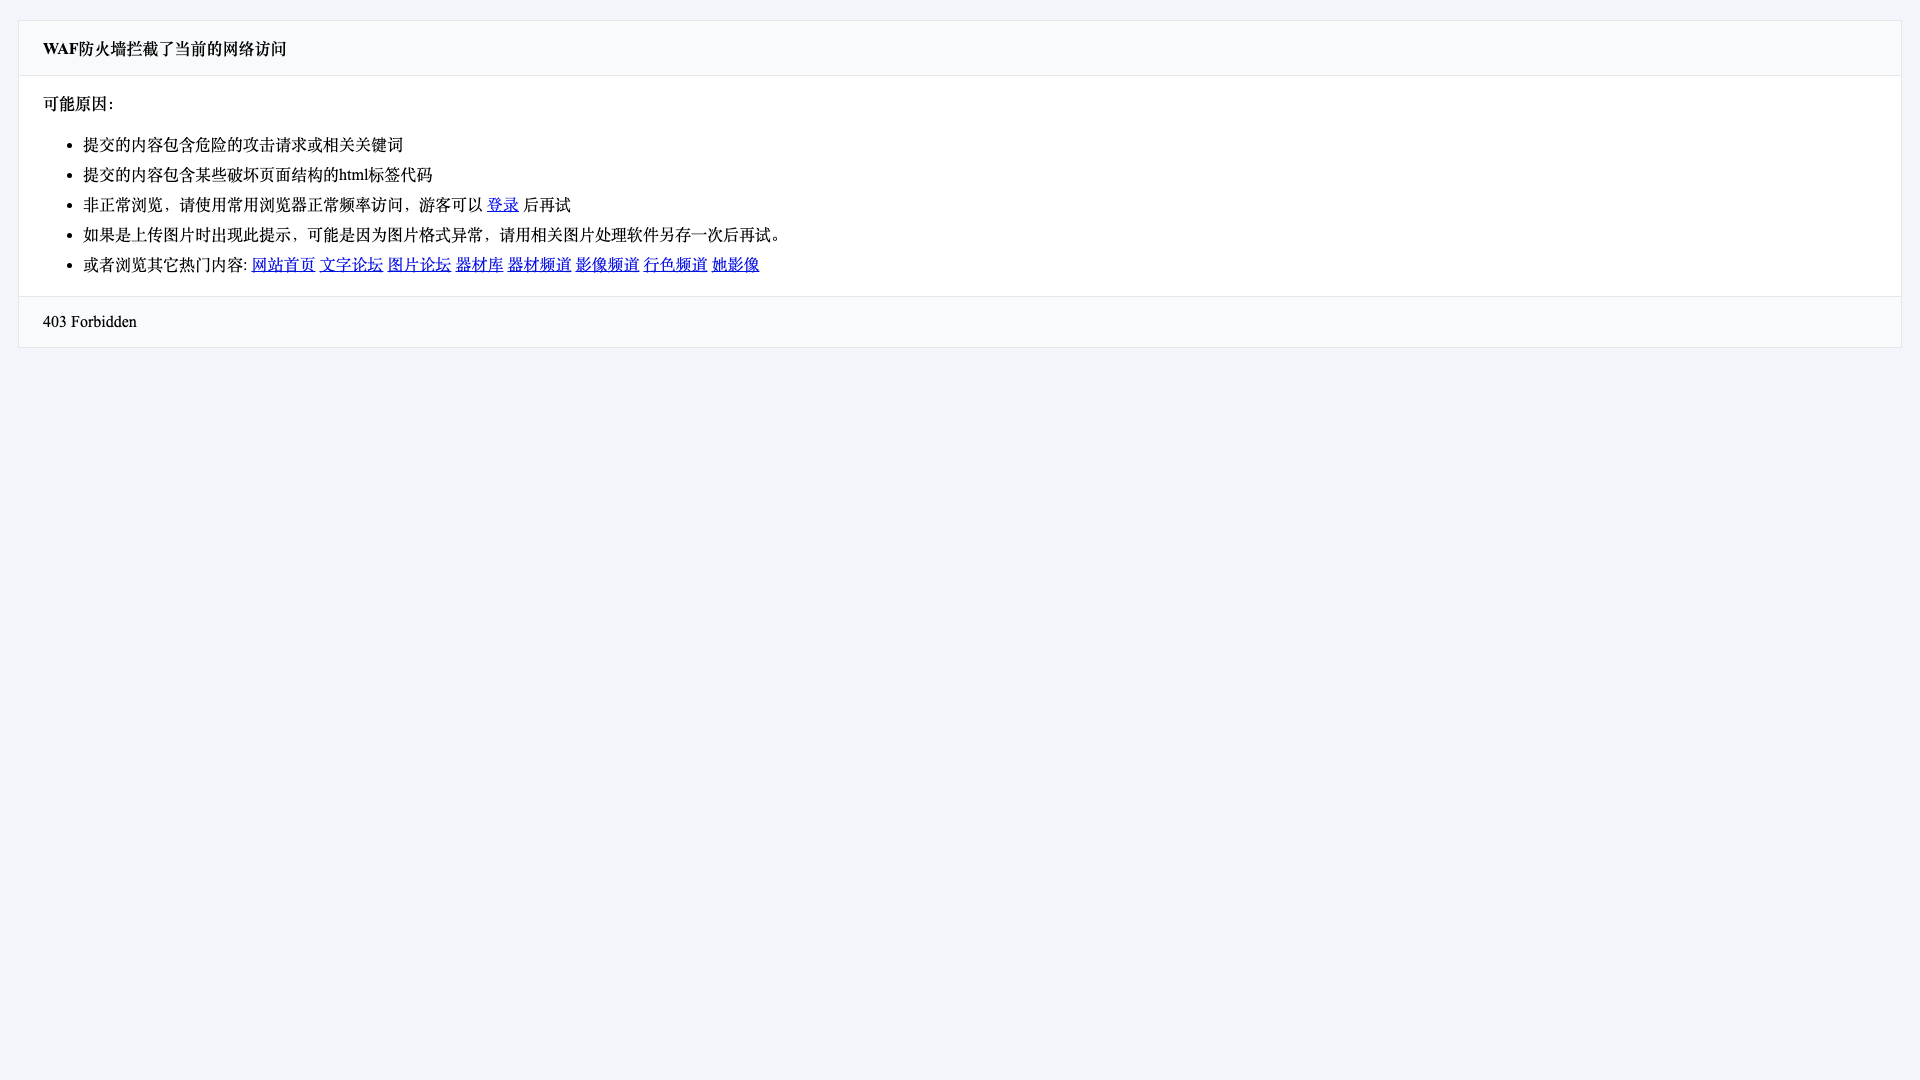 WAF防火墙拦截了当前的网络访问
可能原因：
提交的内容包含危险的攻击请求或相关关键词
提交的内容包含某些破坏页面结构的html标签代码
非正常浏览，请使用常用浏览器正常频率访问，游客可以 登录 后再试
如果是上传图片时出现此提示，可能是因为图片格式异常，请用相关图片处理软件另存一次后再试。
或者浏览其它热门内容: 网站首页 文字论坛 图片论坛 器材库 器材频道 影像频道 行色频道 她影像
403 Forbidden